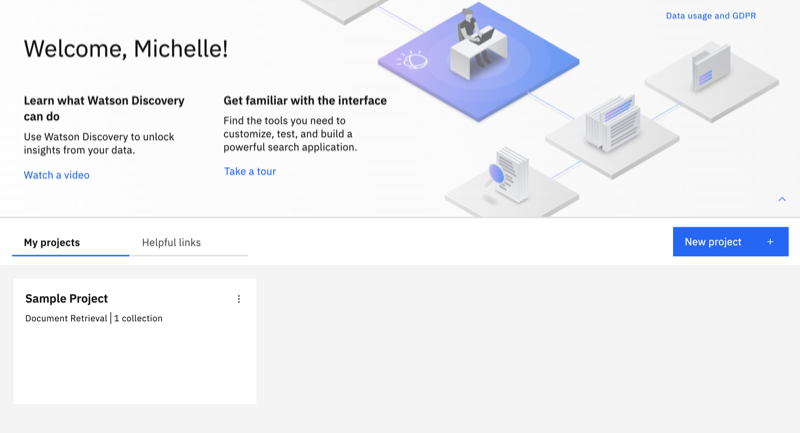 Data usage and GDPR
Welcome, Michelle!
Learn what Watson Discovery
can do
Use Watson Discovery to unlock
insights from your data.
Watch a video
Get familiar with the interface
Find the tools you need to
customize, test, and build a
powerful search application.
Take a tour
My projects
Helpful links
New project +
Sample Project
Document Retrieval | 1 collection